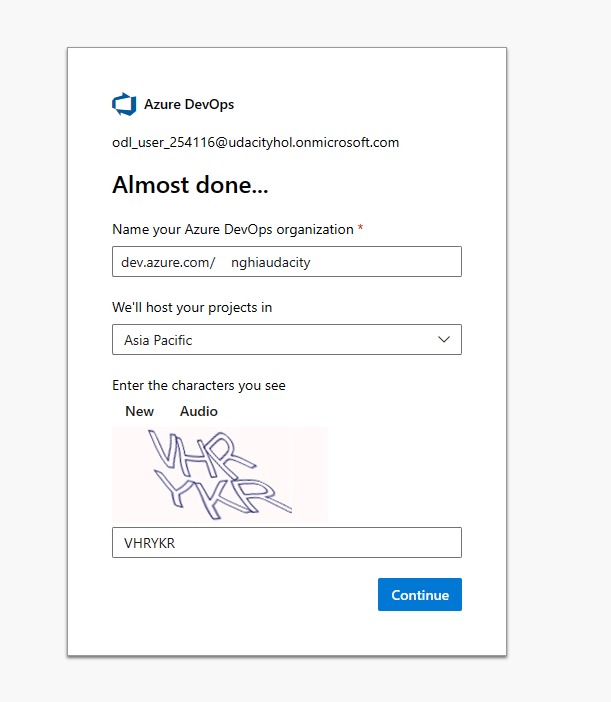 Azure DevOps
odl_user_254116@udacityhol.onmicrosoft.com
Almost done...
Name your Azure DevOps organization *
dev.azure.com/ nghiaudacity
We'll host your projects in
Asia Pacific
Enter the characters you see
New Audio
VHR
YKR
VHRYKR
Continue